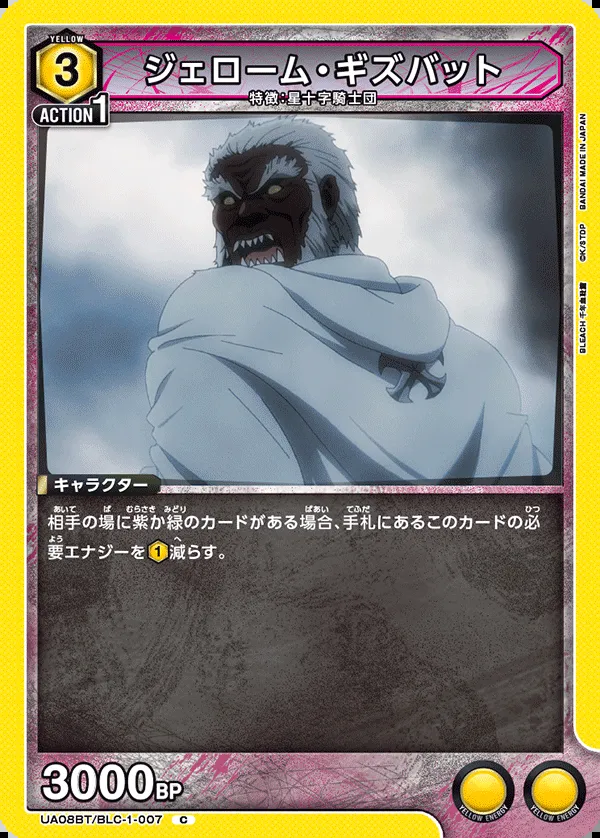 YELLOW
3
ACTION 1
ジェローム・ギズバット
特徴:星十字騎士団
BANDAI MADE IN JAPAN
©K/STDP
BLEACH 千年血戦篇
キャラクター
相手の場に紫か緑のカードがある場合、手札にあるこのカードの必
要エナジーを1減らす。
3000BP
YELLOW ENERGY
YELLOW ENERGY
UA08BT/BLC-1-007 C